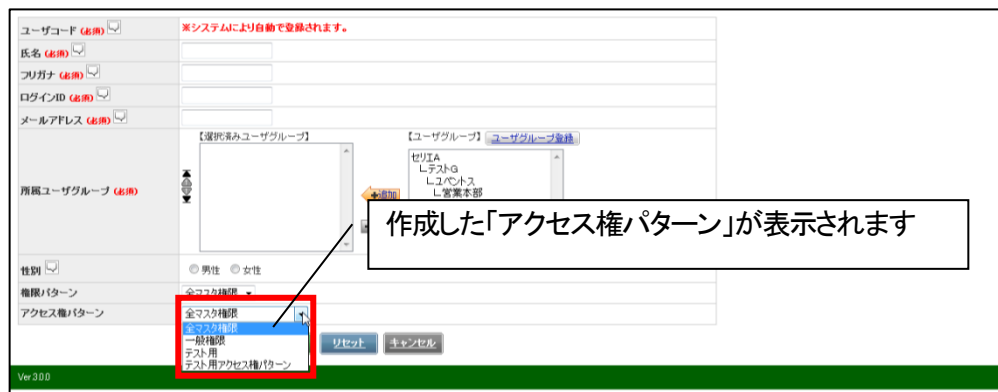 ユーザコード (必須)
※システムにより自動で登録されます。
氏名 (必須)
フリガナ (必須)
ログインID (必須)
メールアドレス (必須)
所属ユーザグループ (必須)
【選択済みユーザグループ】
【ユーザグループ】 ユーザグループ登録
セリエA
└テストG
└ユベントス
└営業本部
追加
作成した「アクセス権パターン」が表示されます
性別
男性 女性
権限パターン
全マスタ権限
アクセス権パターン
全マスタ権限
全マスタ権限
一般権限
テスト用
テスト用アクセス権パターン
リセット キャンセル
Ver 3.0.0